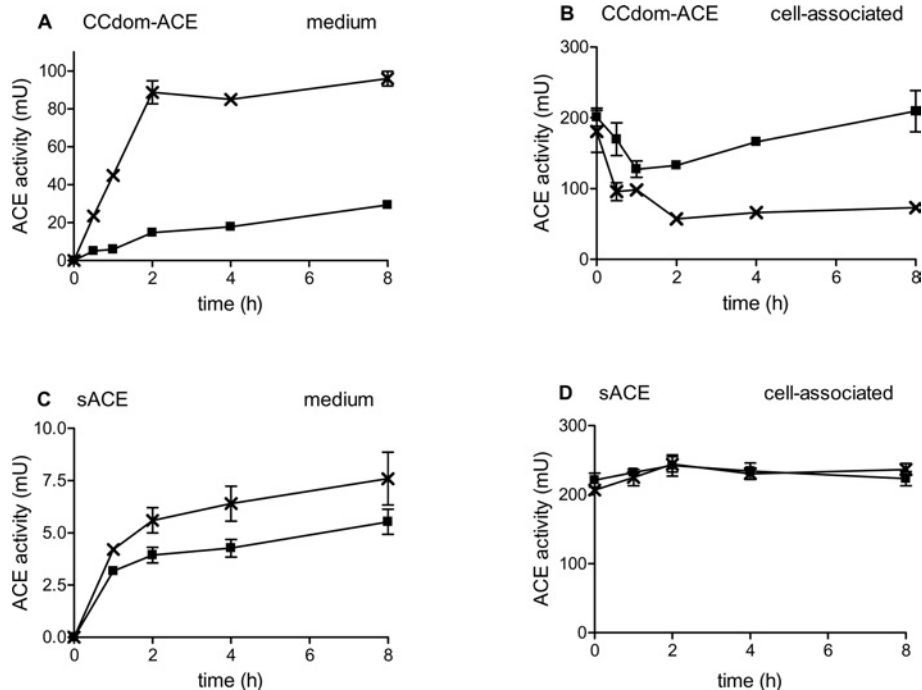 A CCdom-ACE medium
ACE activity (mU)
100
80
60
40
20
0
0 2 4 6 8
time (h)
B CCdom-ACE cell-associated
ACE activity (mU)
300
200
100
0
0 2 4 6 8
time (h)
C sACE medium
ACE activity (mU)
10.0
7.5
5.0
2.5
0.0
0 2 4 6 8
time (h)
D sACE cell-associated
ACE activity (mU)
300
200
100
0
0 2 4 6 8
time (h)